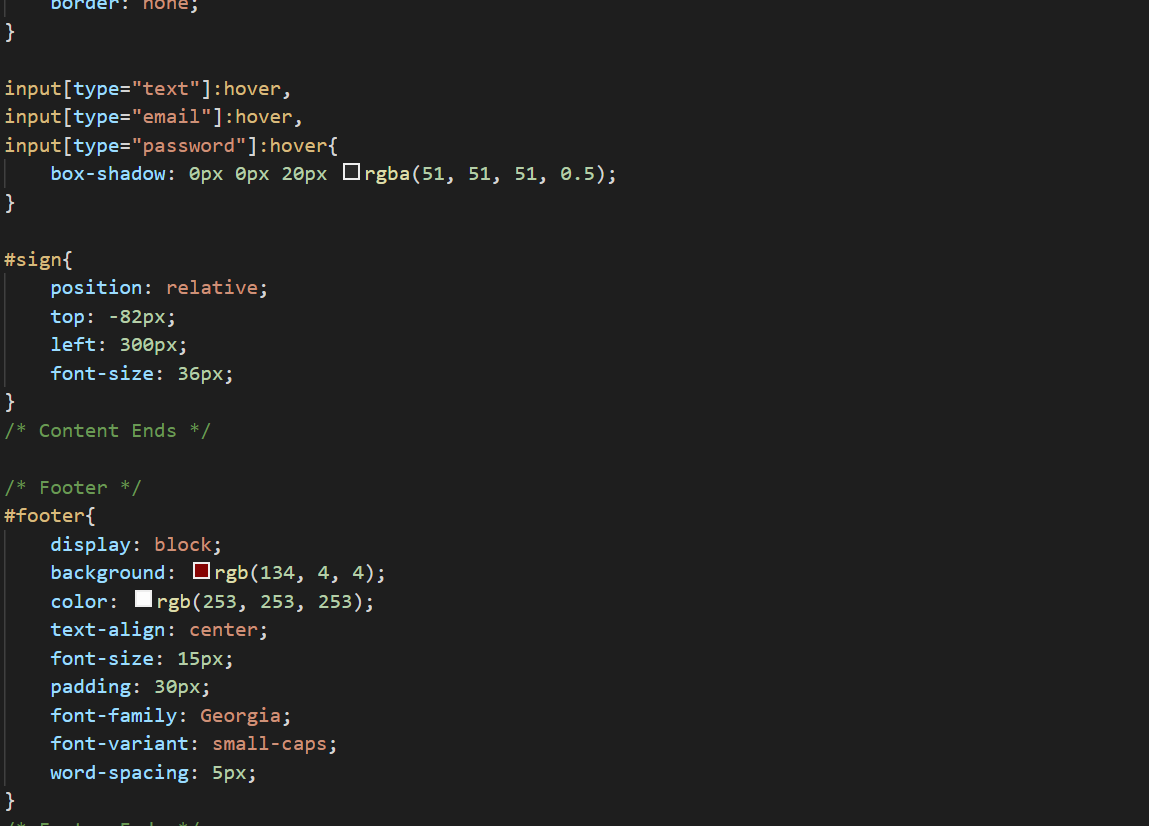 border: none;
}

input[type="text"]:hover,
input[type="email"]:hover,
input[type="password"]:hover{
    box-shadow: 0px 0px 20px rgba(51, 51, 51, 0.5);
}

#sign{
    position: relative;
    top: -82px;
    left: 300px;
    font-size: 36px;
}
/* Content Ends */

/* Footer */
#footer{
    display: block;
    background: rgb(134, 4, 4);
    color: rgb(253, 253, 253);
    text-align: center;
    font-size: 15px;
    padding: 30px;
    font-family: Georgia;
    font-variant: small-caps;
    word-spacing: 5px;
}